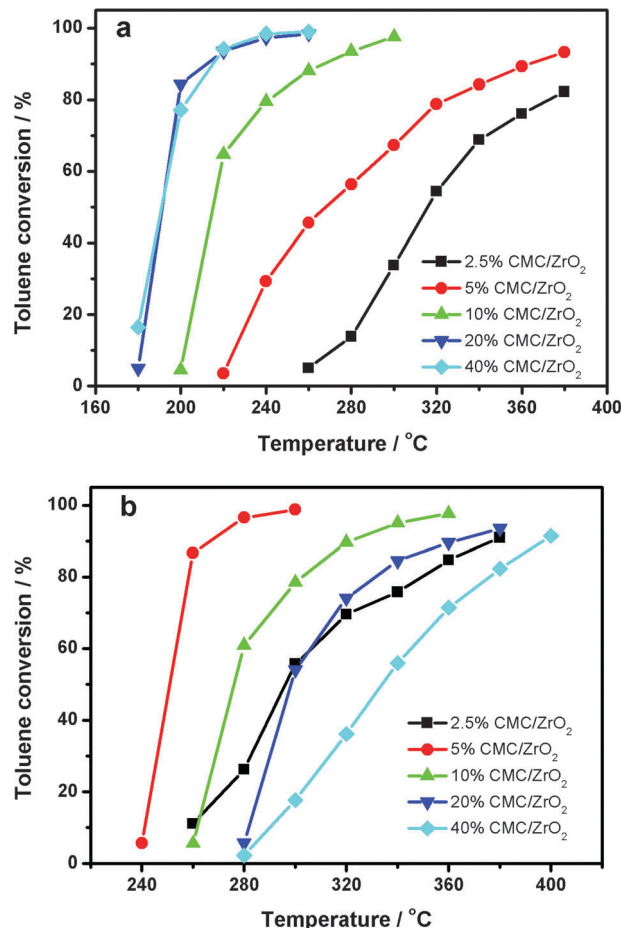 a
Toluene conversion / %
100
80
60
40
20
0
2.5% CMC/ZrO₂
5% CMC/ZrO₂
10% CMC/ZrO₂
20% CMC/ZrO₂
40% CMC/ZrO₂
160 200 240 280 320 360 400
Temperature / °C
b
Toluene conversion / %
100
80
60
40
20
0
2.5% CMC/ZrO₂
5% CMC/ZrO₂
10% CMC/ZrO₂
20% CMC/ZrO₂
40% CMC/ZrO₂
240 280 320 360 400
Temperature / °C